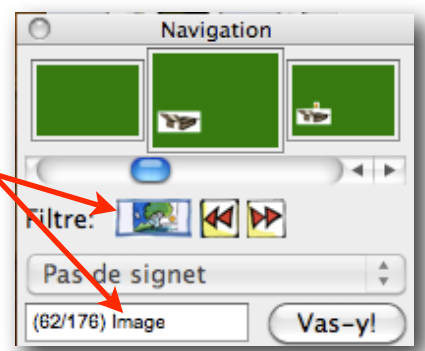 Navigation
Filtre:
Pas de signet
(62/176) Image
Vas-y!